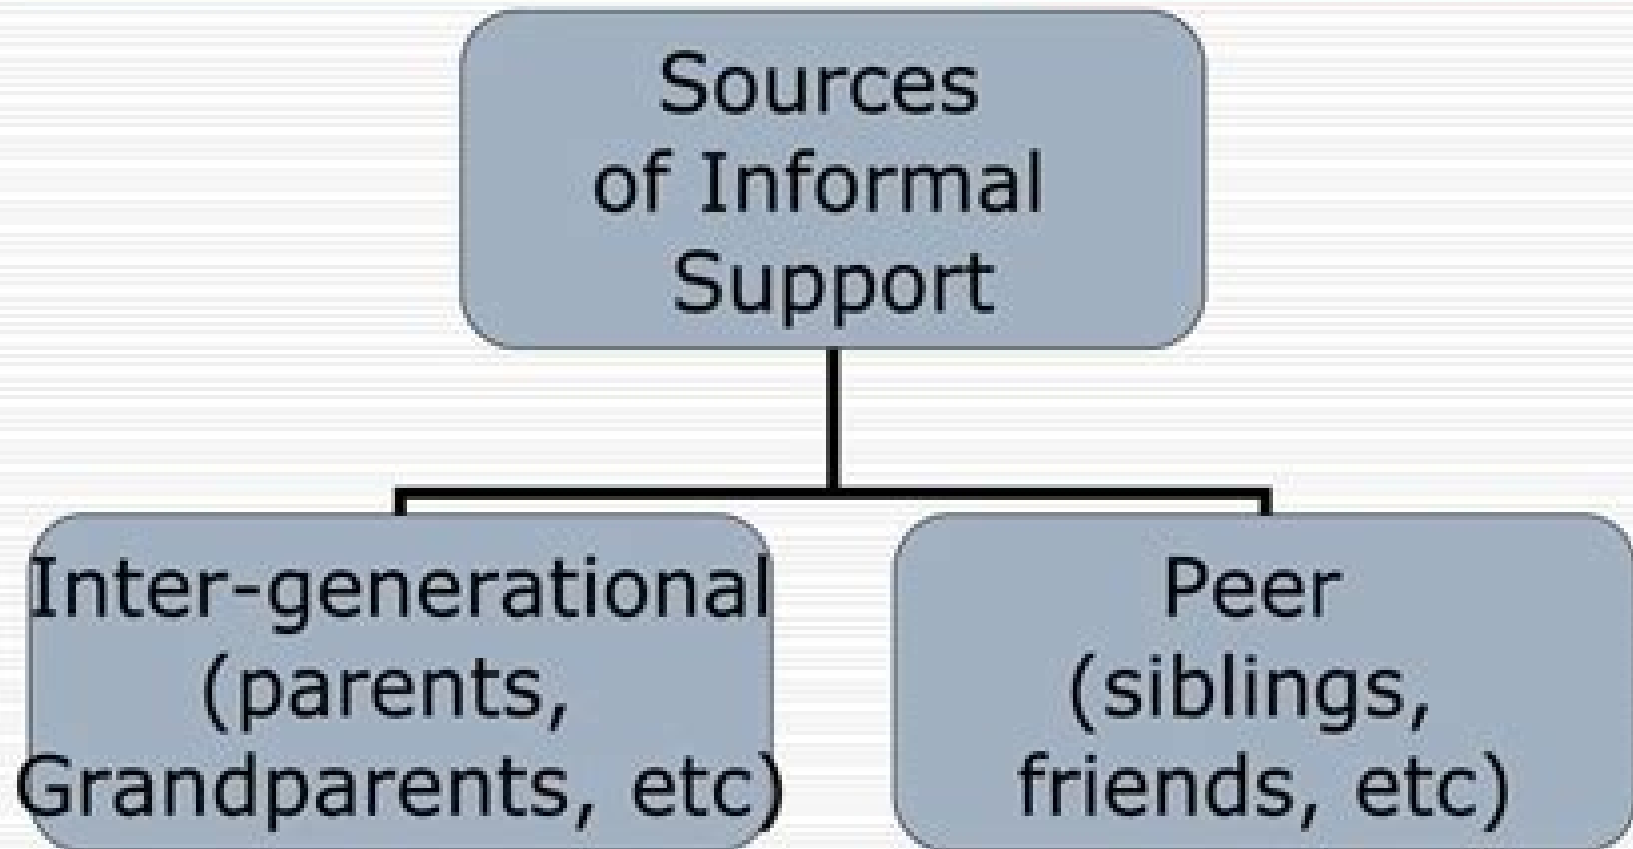 Sources
of Informal
Support
Inter-generational
(parents,
Grandparents, etc)
Peer
(siblings,
friends, etc)